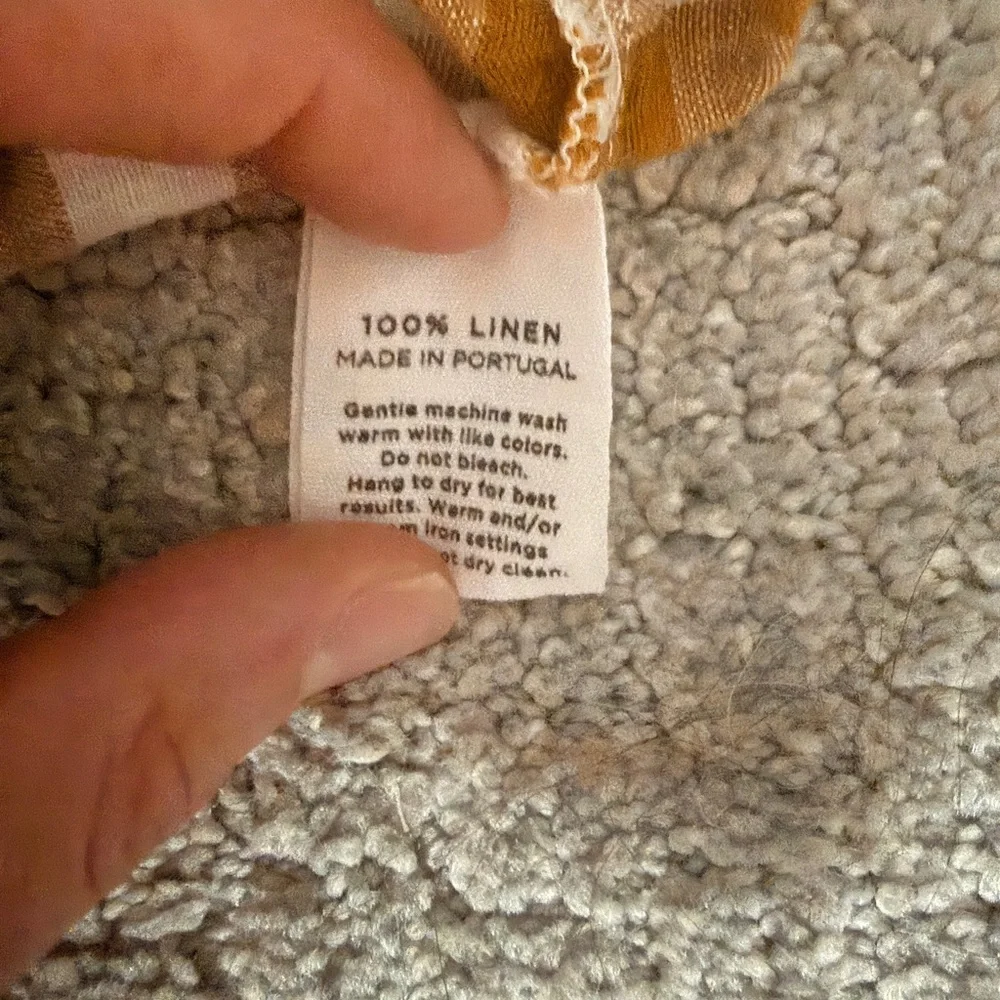 100% LINEN
MADE IN PORTUGAL
Gentle machine wash
warm with like colors.
Do not bleach.
Hang to dry for best
results. Warm and/or
iron settings
dry clean.